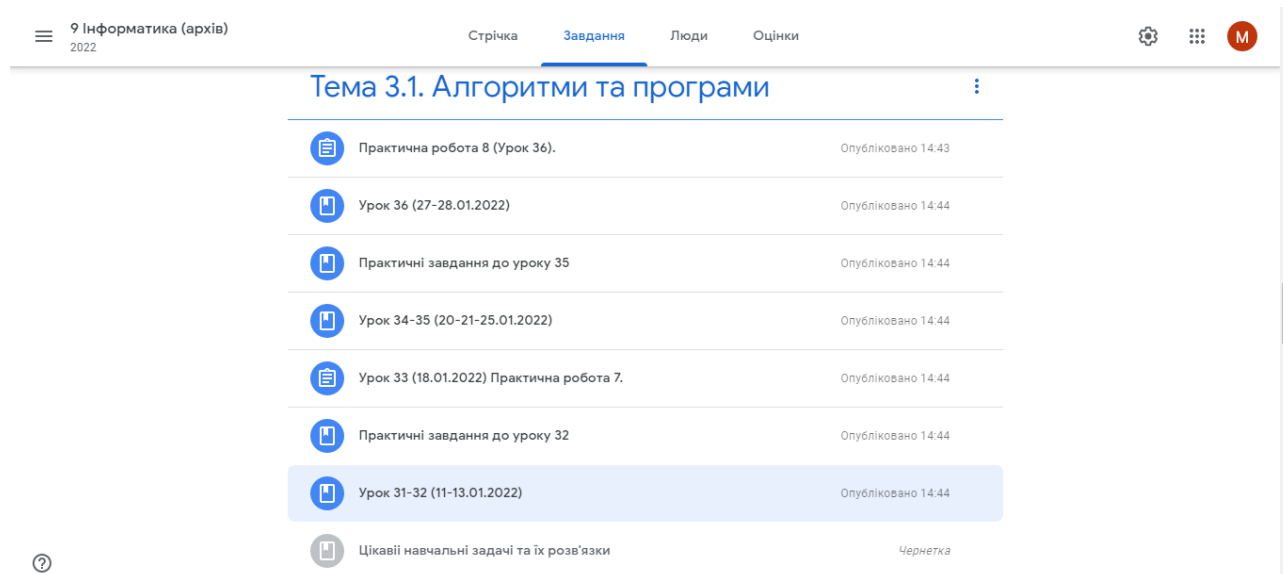 9 Інформатика (архів)
2022
Стрічка Завдання Люди Оцінки
М
Тема 3.1. Алгоритми та програми
Практична робота 8 (Урок 36). Опубліковано 14:43
Урок 36 (27-28.01.2022) Опубліковано 14:44
Практичні завдання до уроку 35 Опубліковано 14:44
Урок 34-35 (20-21-25.01.2022) Опубліковано 14:44
Урок 33 (18.01.2022) Практична робота 7. Опубліковано 14:44
Практичні завдання до уроку 32 Опубліковано 14:44
Урок 31-32 (11-13.01.2022) Опубліковано 14:44
Цікавіі навчальні задачі та їх розв'язки Чернетка